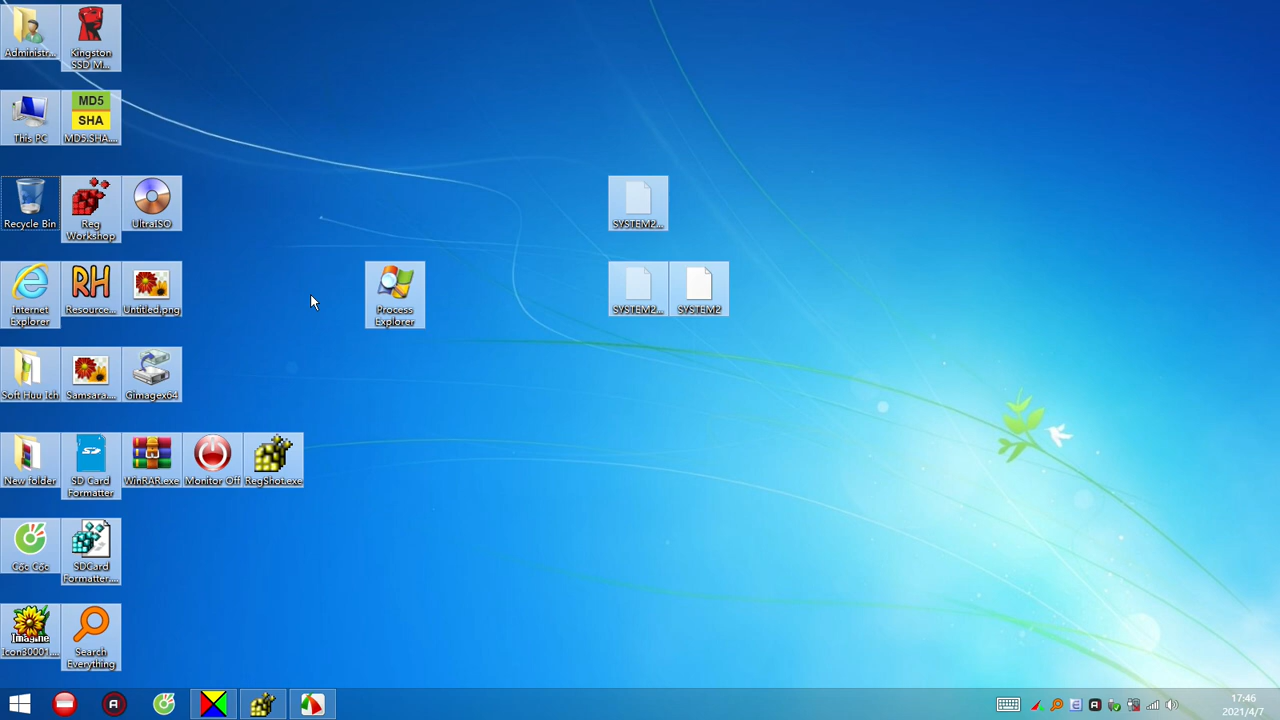 Administr...
Kingston
SSD M...
MD5
SHA
This PC
MD5.SHA....
Recycle Bin
Reg
Workshop
UltraISO
SYSTEM2...
Internet
Explorer
RH
Resource...
Untitled.png
Process
Explorer
SYSTEM2...
SYSTEM2
Soft Huu Ich
Samsara....
Gimagex64
New folder
SD Card
Formatter
WinRAR.exe
Monitor Off
RegShot.exe
Cốc Cốc
SDCard
Formatter....
Imagine
Icon30001....
Search
Everything
17:46
2021/4/7